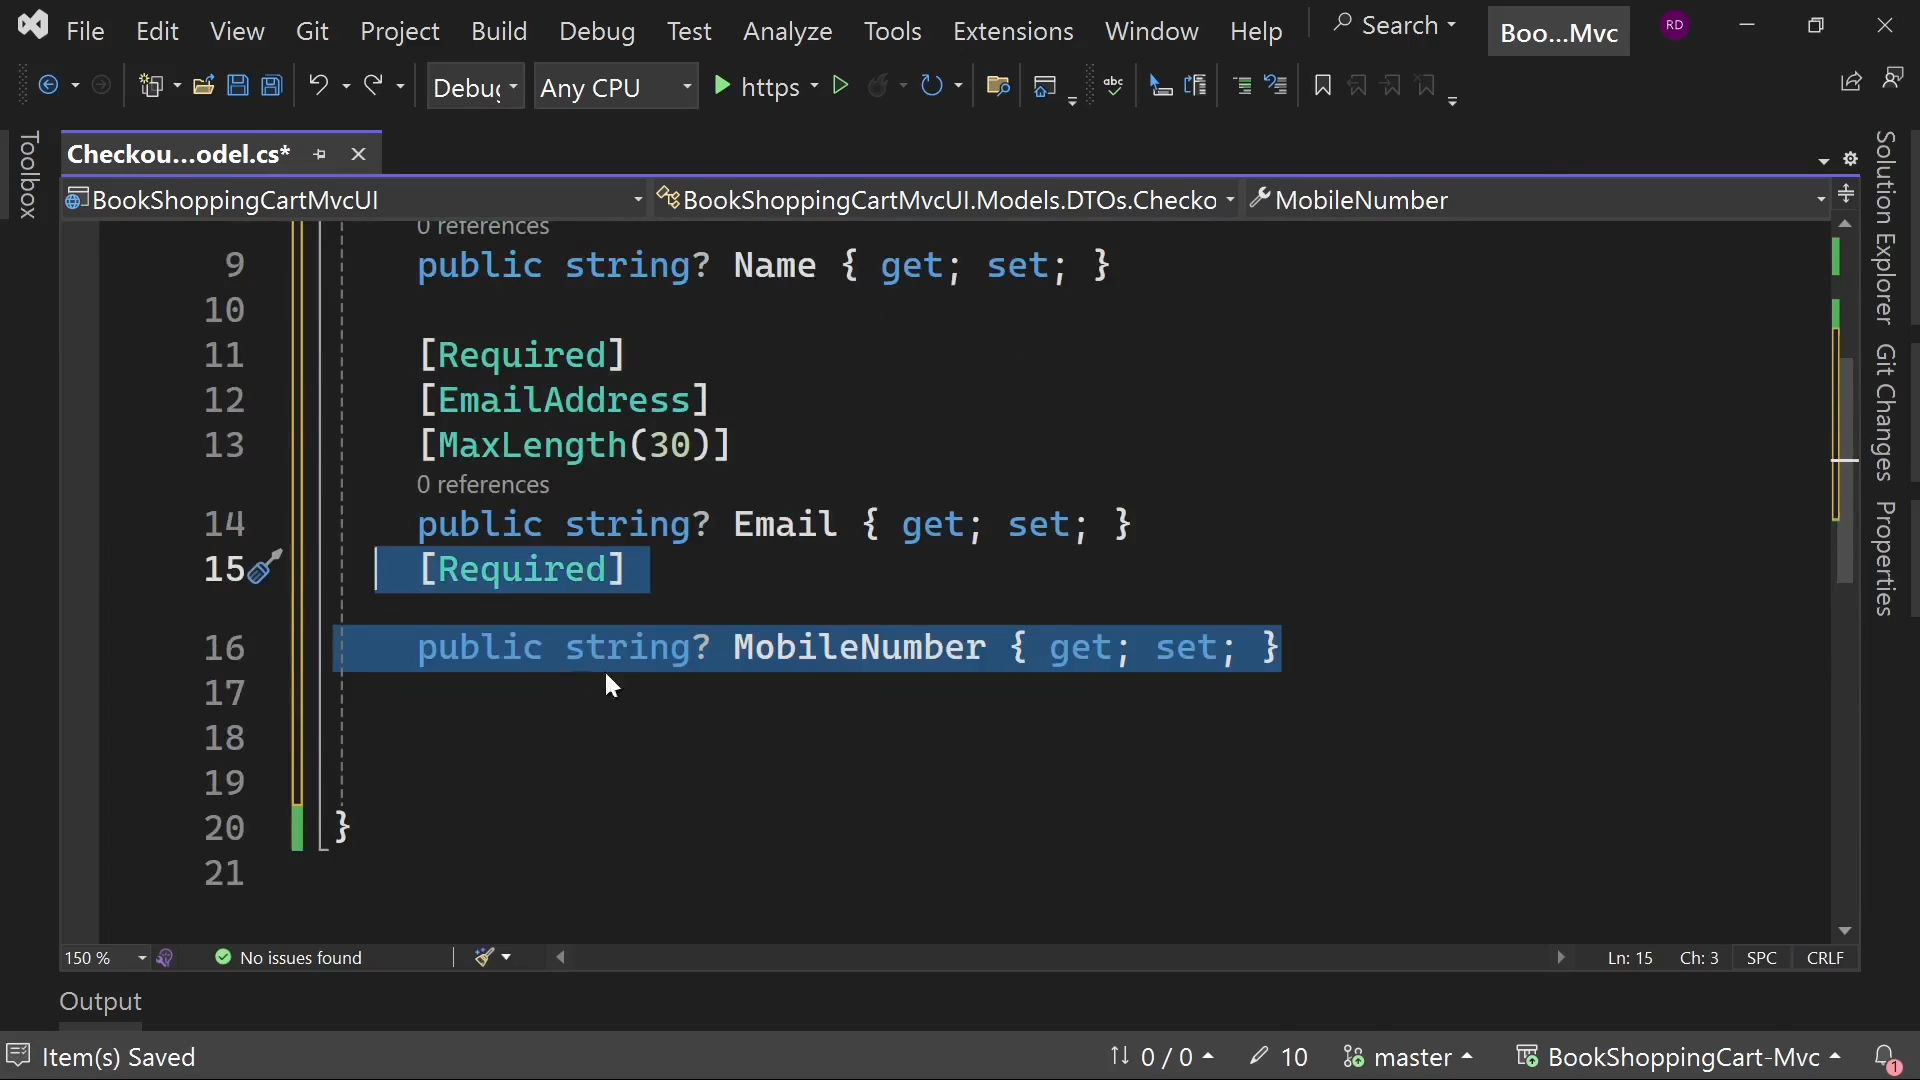 File Edit View Git Project Build Debug Test Analyze Tools Extensions Window Help Search Boo...Mvc RD
Debu Any CPU https abc
Toolbox
Checkou...odel.cs*
BookShoppingCartMvcUI BookShoppingCartMvcUI.Models.DTOs.Checko MobileNumber
0 references
9 public string? Name { get; set; }
10
11 [Required]
12 [EmailAddress]
13 [MaxLength(30)]
0 references
14 public string? Email { get; set; }
15 [Required]
16 public string? MobileNumber { get; set; }
17
18
19
20 }
21
Solution Explorer
Git Changes
Properties
150 % No issues found Ln: 15 Ch: 3 SPC CRLF
Output
Item(s) Saved 0 / 0 10 master BookShoppingCart-Mvc 1